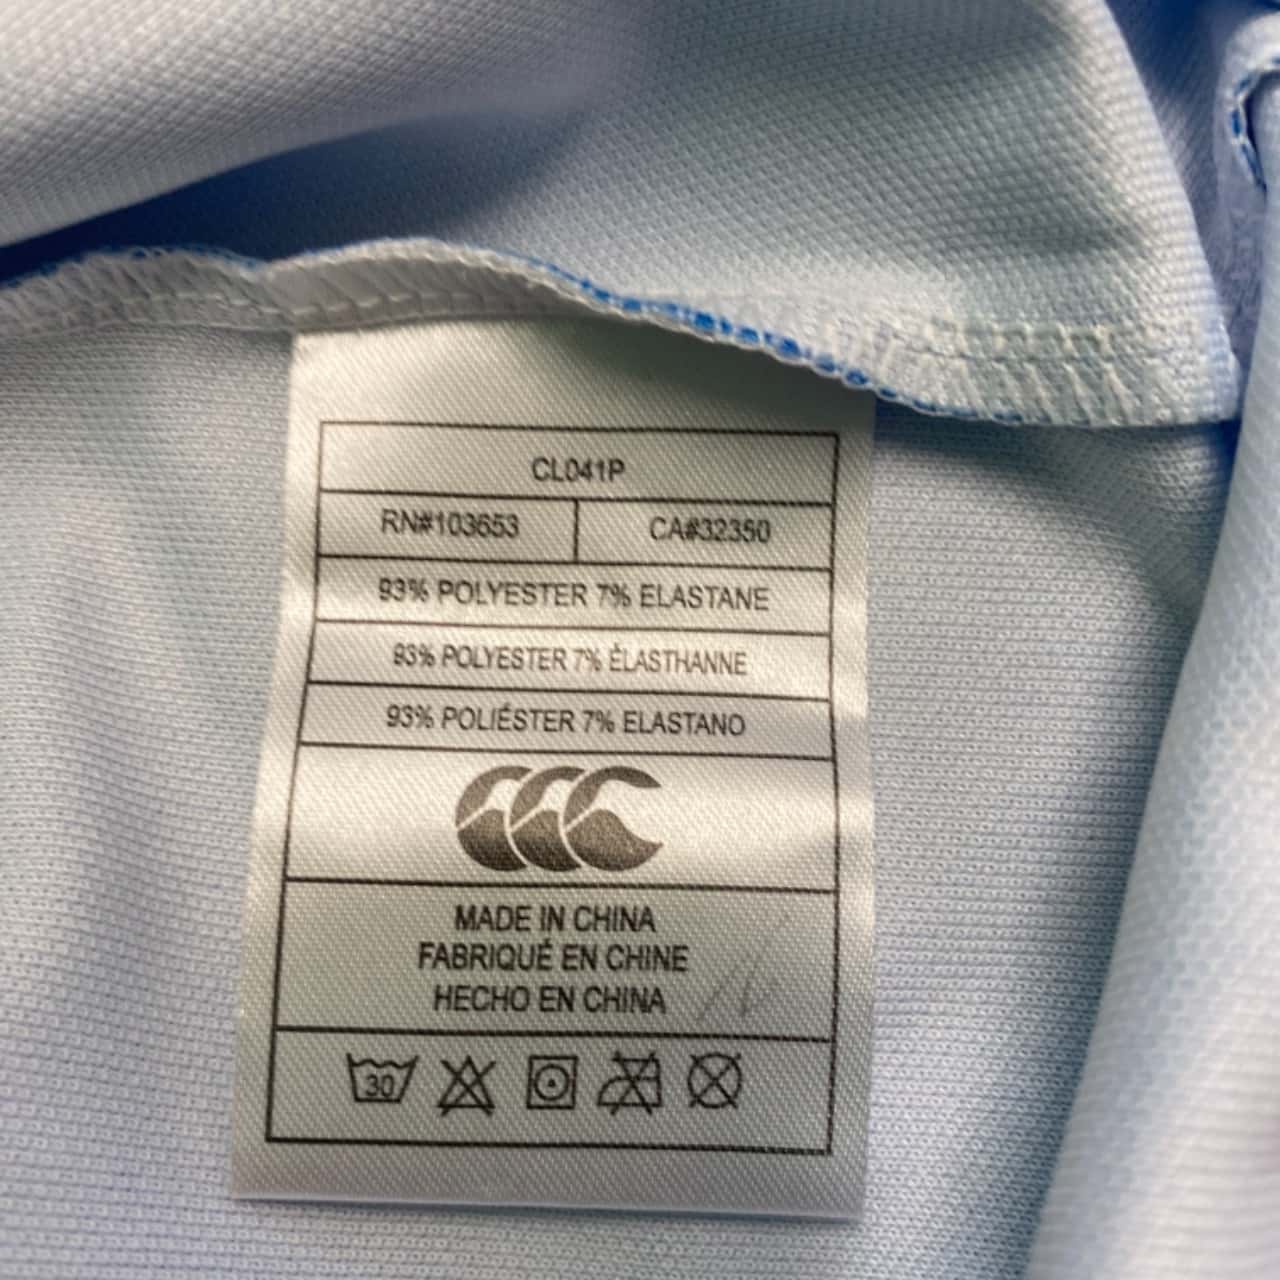 CL041P
RN#103653 CA#32350
93% POLYESTER 7% ELASTANE
93% POLYESTER 7% ÉLASTHANNE
93% POLIÉSTER 7% ELASTANO
MADE IN CHINA
FABRIQUÉ EN CHINE
HECHO EN CHINA
30